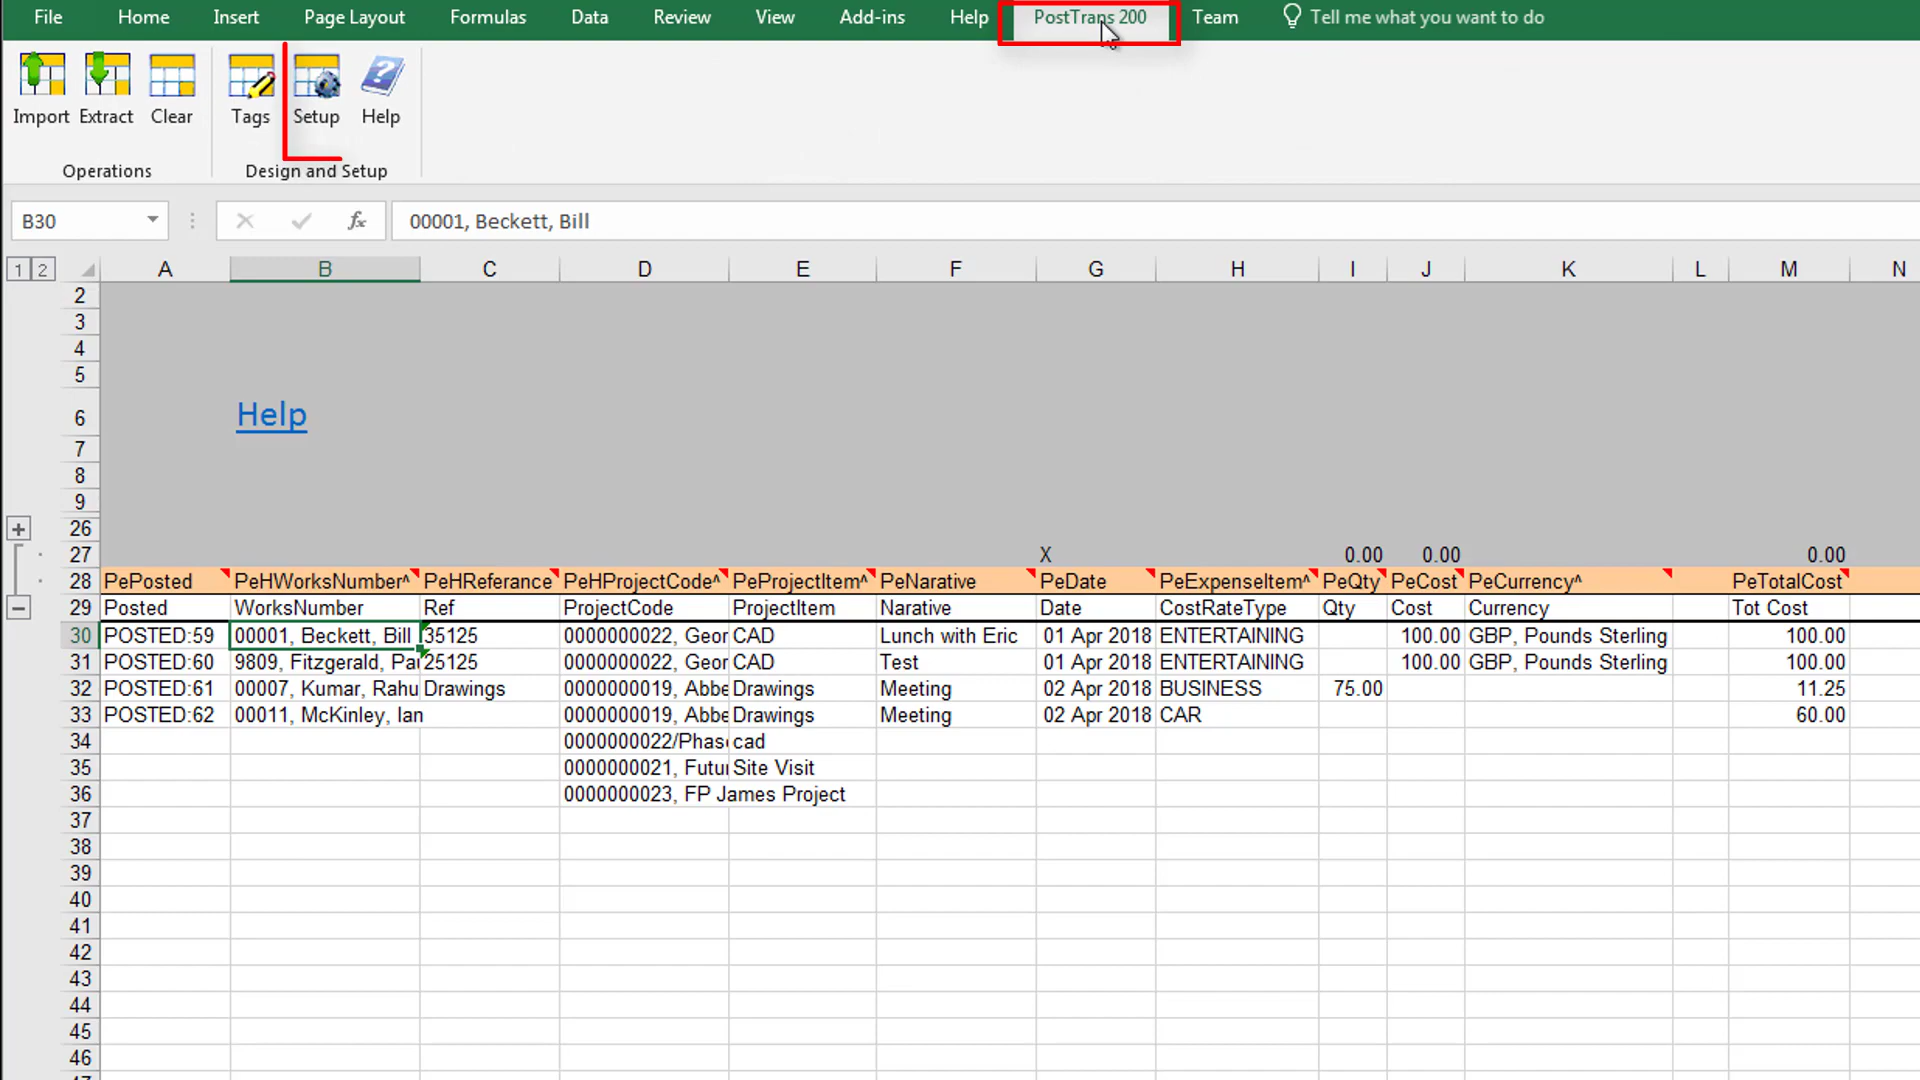 File Home Insert Page Layout Formulas Data Review View Add-ins Help PostTrans 200 Team Tell me what you want to do
Import Extract Clear Tags Setup Help
Operations Design and Setup
B30 fx 00001, Beckett, Bill
1 2 A B C D E F G H I J K L M N
2
3
4
5
6 Help
7
8
9
26
27 X 0.00 0.00 0.00
28 PePosted PeHWorksNumber^ PeHReferance PeHProjectCode^ PeProjectItem^ PeNarative PeDate PeExpenseItem^ PeQty PeCost PeCurrency^ PeTotalCost
29 Posted WorksNumber Ref ProjectCode ProjectItem Narative Date CostRateType Qty Cost Currency Tot Cost
30 POSTED:59 00001, Beckett, Bill 35125 0000000022, Geor CAD Lunch with Eric 01 Apr 2018 ENTERTAINING 100.00 GBP, Pounds Sterling 100.00
31 POSTED:60 9809, Fitzgerald, Pau 25125 0000000022, Geor CAD Test 01 Apr 2018 ENTERTAINING 100.00 GBP, Pounds Sterling 100.00
32 POSTED:61 00007, Kumar, Rahu Drawings 0000000019, Abbe Drawings Meeting 02 Apr 2018 BUSINESS 75.00 11.25
33 POSTED:62 00011, McKinley, Ian 0000000019, Abbe Drawings Meeting 02 Apr 2018 CAR 60.00
34 0000000022/Phase cad
35 0000000021, Futur Site Visit
36 0000000023, FP James Project
37
38
39
40
41
42
43
44
45
46